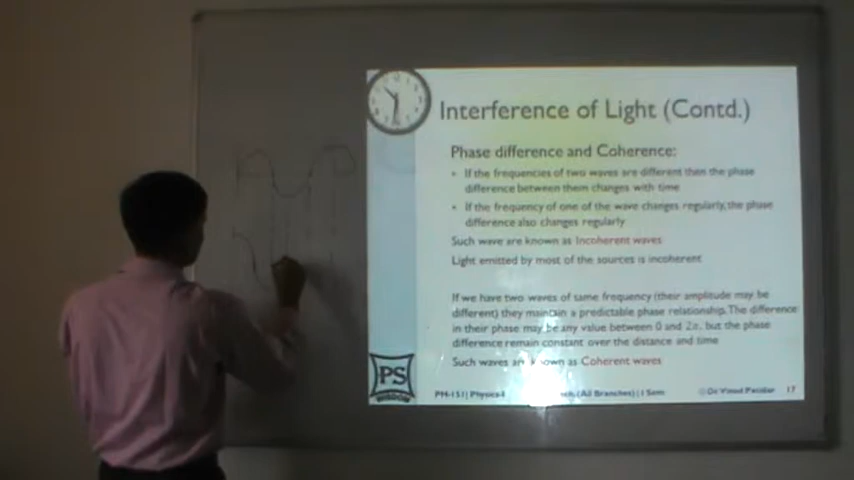 Interference of Light (Contd.)
Phase difference and Coherence:
• If the frequencies of two waves are different then the phase
difference between them changes with time
• If the frequency of one of the wave changes regularly, the phase
difference also changes regularly
Such wave are known as Incoherent waves
Light emitted by most of the sources is incoherent
If we have two waves of same frequency (their amplitude may be
different) they maintain a predictable phase relationship. The difference
in their phase may be any value between 0 and 2π, but the phase
difference remain constant over the distance and time
Such waves are known as Coherent waves
PS
WISDOM
PM-151| Physics-I
(All Branches) | I Sem
17